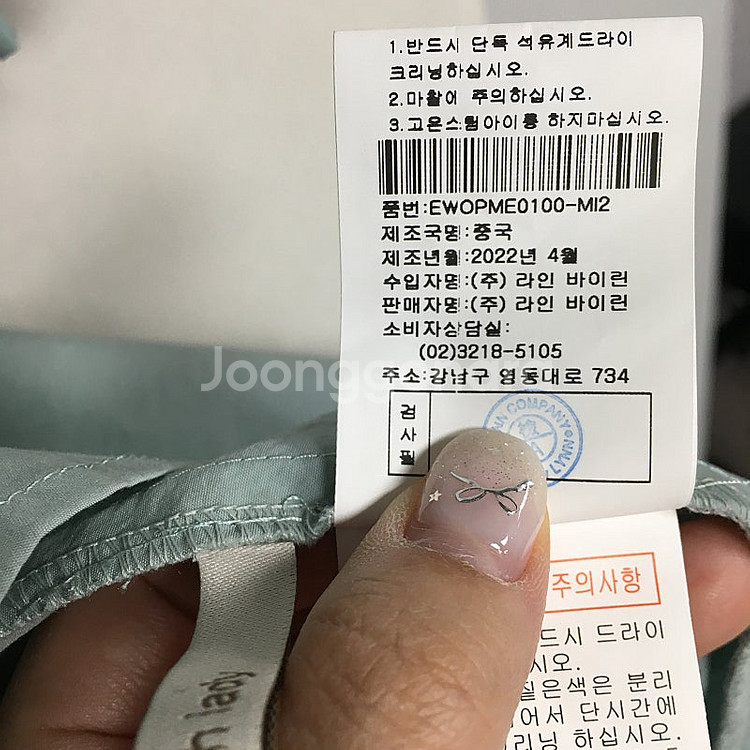 1.반드시 단독 석유계드라이
크리닝하십시오.
2.마찰에 주의하십시오.
3.고온스팀아이롱 하지마십시오.
품번:EWOPME0100-MI2
제조국명:중국
제조년월:2022년 4월
수입자명:(주) 라인 바이린
판매자명:(주) 라인 바이린
소비자상담실:
(02)3218-5105
주소:강남구 영동대로 734
검
사
필
COMPANY
Joongg
주의사항
드시 드라이
시오.
짙은색은 분리
어서 단시간에
리닝 하십시오.
n lady